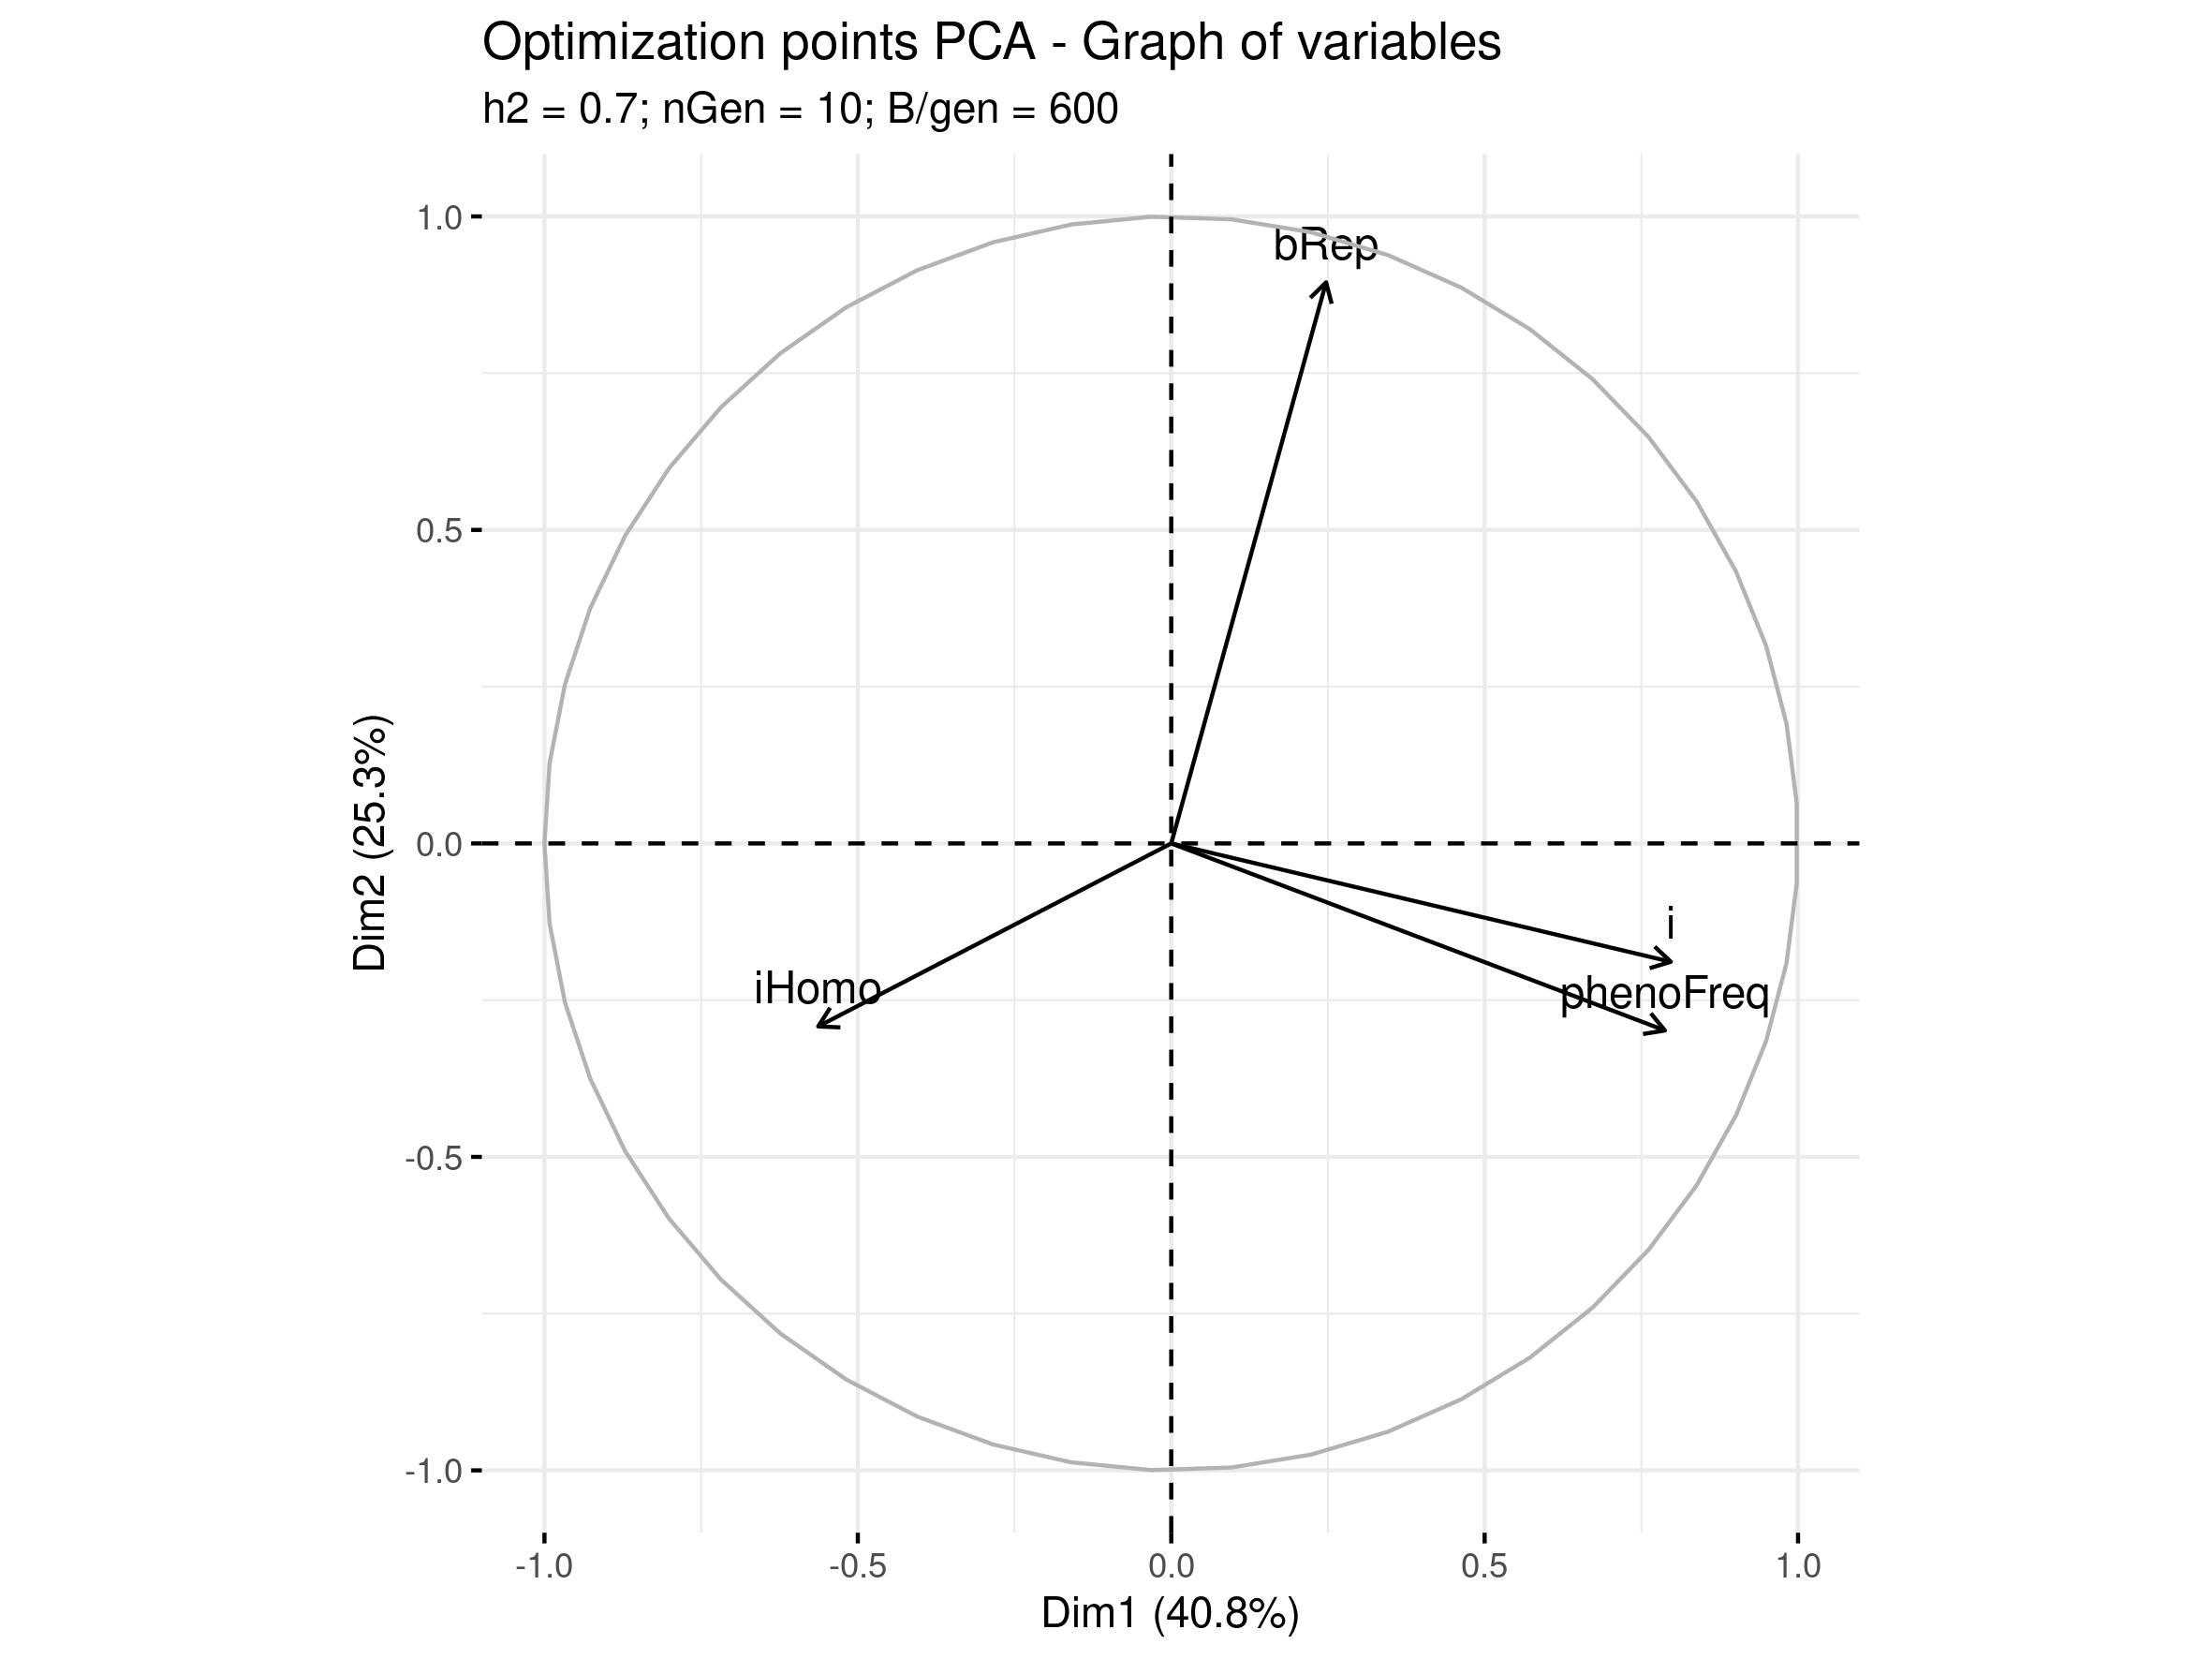 Optimization points PCA - Graph of variables
h2 = 0.7; nGen = 10; B/gen = 600
1.0
0.5
0.0
-0.5
-1.0
Dim2 (25.3%)
bRep
i
phenoFreq
iHomo
-1.0 -0.5 0.0 0.5 1.0
Dim1 (40.8%)